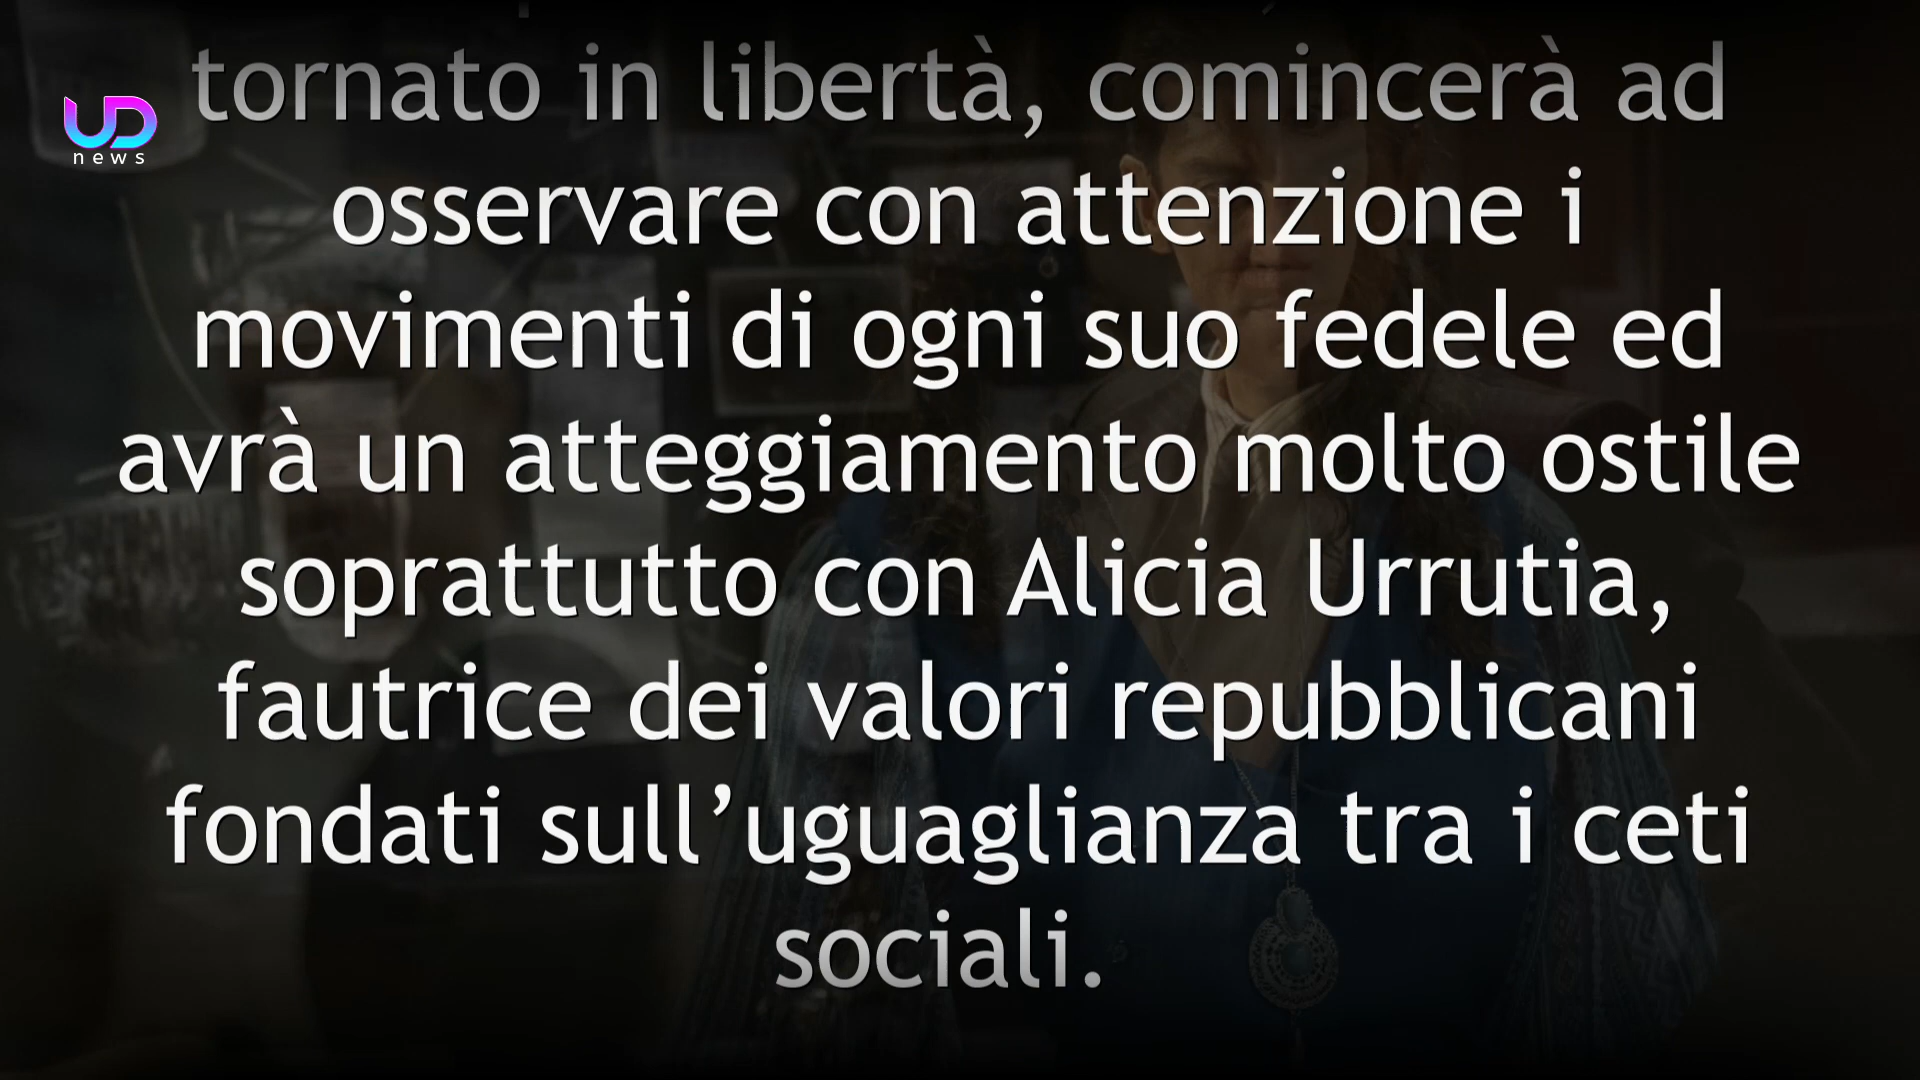 UD
news
tornato in libertà, comincerà ad
osservare con attenzione i
movimenti di ogni suo fedele ed
avrà un atteggiamento molto ostile
soprattutto con Alicia Urrutia,
fautrice dei valori repubblicani
fondati sull’uguaglianza tra i ceti
sociali.